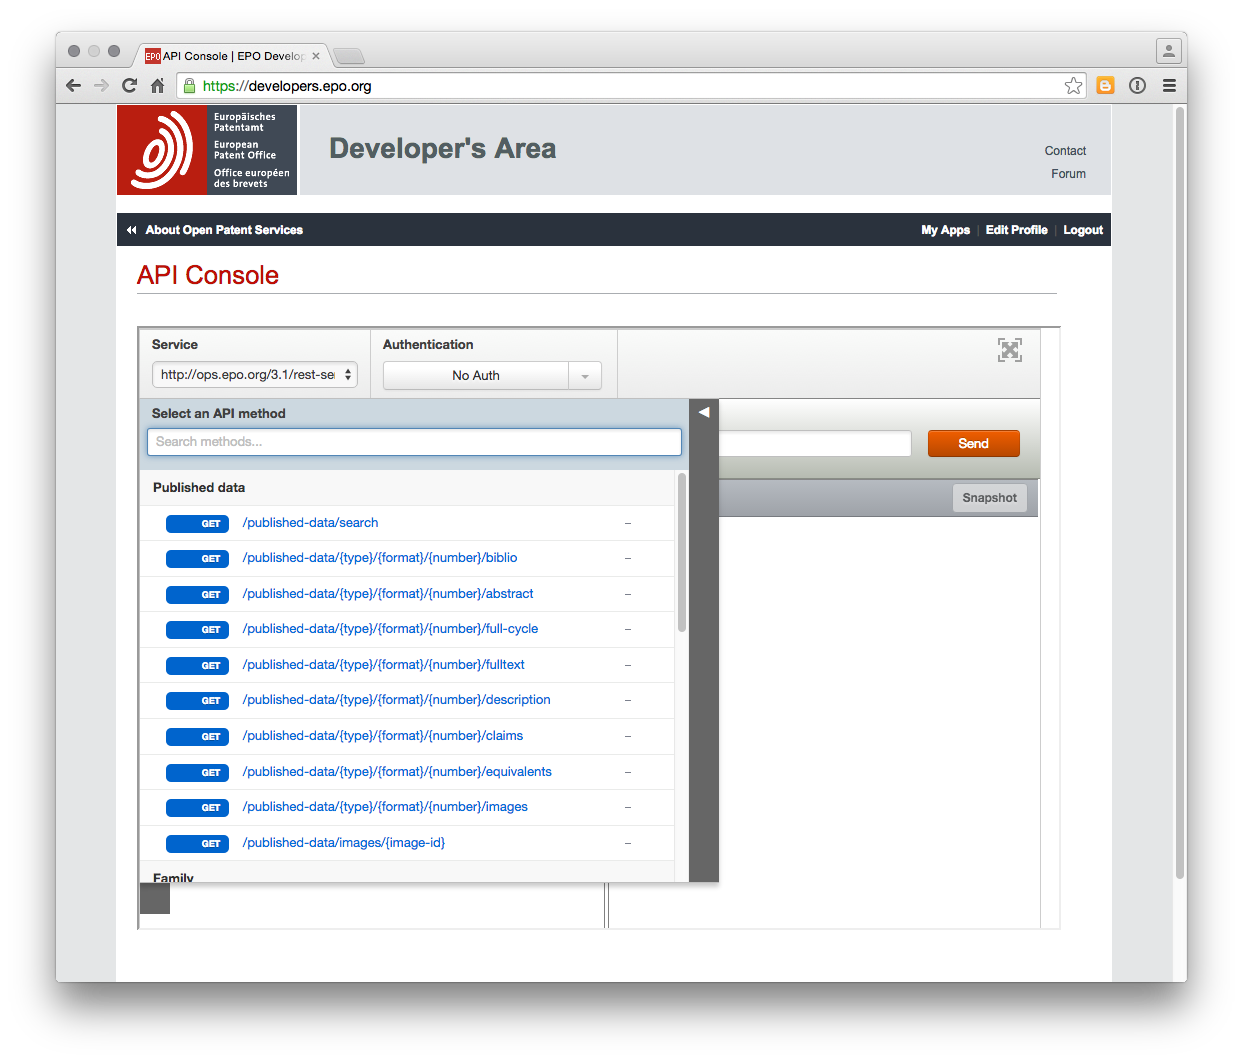 EPO API Console | EPO Develop
https://developers.epo.org
Europäisches
Patentamt
European
Patent Office
Office européen
des brevets
Developer's Area
Contact
Forum
About Open Patent Services
My Apps | Edit Profile | Logout
API Console
Service
Authentication
http://ops.epo.org/3.1/rest-se
No Auth
Select an API method
Search methods...
Send
Snapshot
Published data
GET /published-data/search –
GET /published-data/{type}/{format}/{number}/biblio –
GET /published-data/{type}/{format}/{number}/abstract –
GET /published-data/{type}/{format}/{number}/full-cycle –
GET /published-data/{type}/{format}/{number}/fulltext –
GET /published-data/{type}/{format}/{number}/description –
GET /published-data/{type}/{format}/{number}/claims –
GET /published-data/{type}/{format}/{number}/equivalents –
GET /published-data/{type}/{format}/{number}/images –
GET /published-data/images/{image-id} –
Family